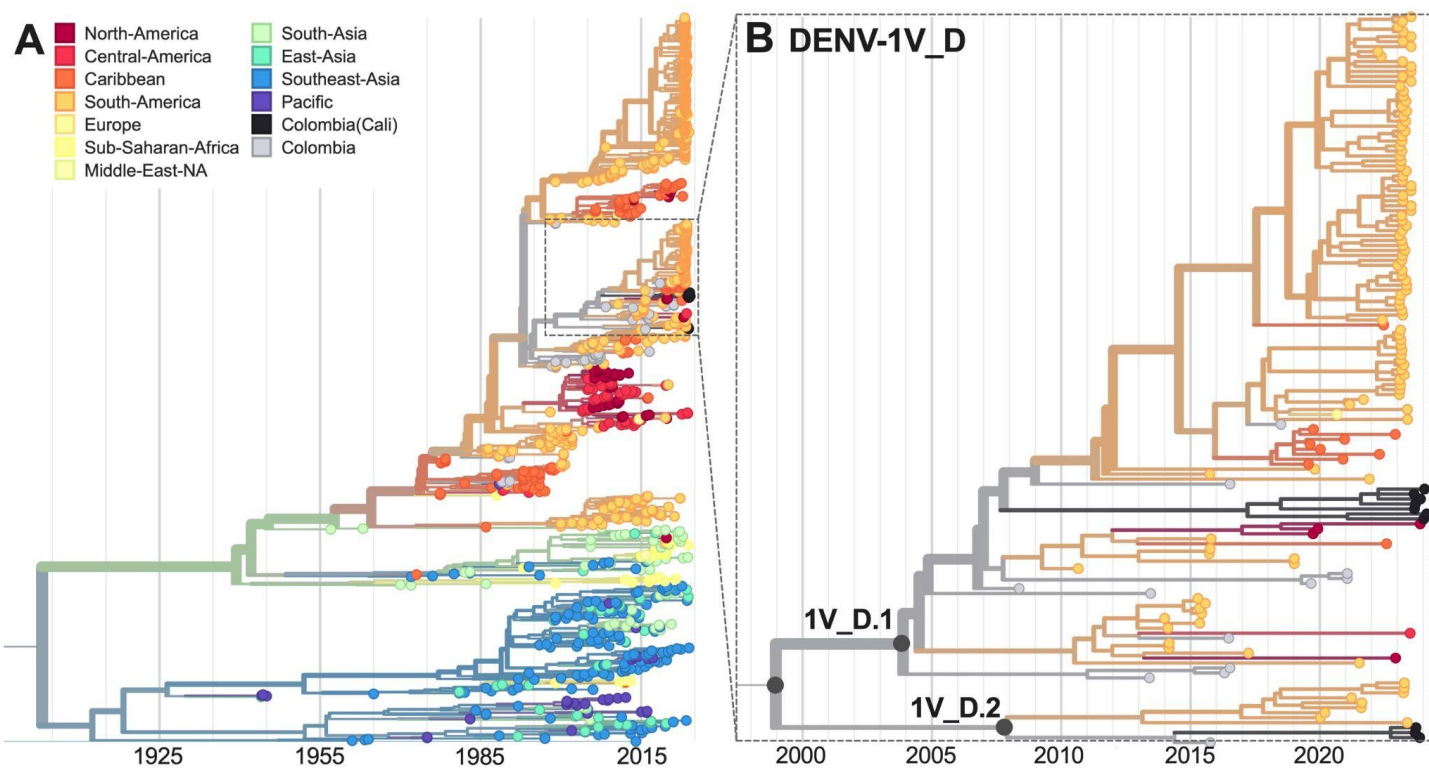 A
North-America
Central-America
Caribbean
South-America
Europe
Sub-Saharan-Africa
Middle-East-NA
South-Asia
East-Asia
Southeast-Asia
Pacific
Colombia(Cali)
Colombia
1925 1955 1985 2015
B DENV-1V_D
1V_D.1
1V_D.2
2000 2005 2010 2015 2020